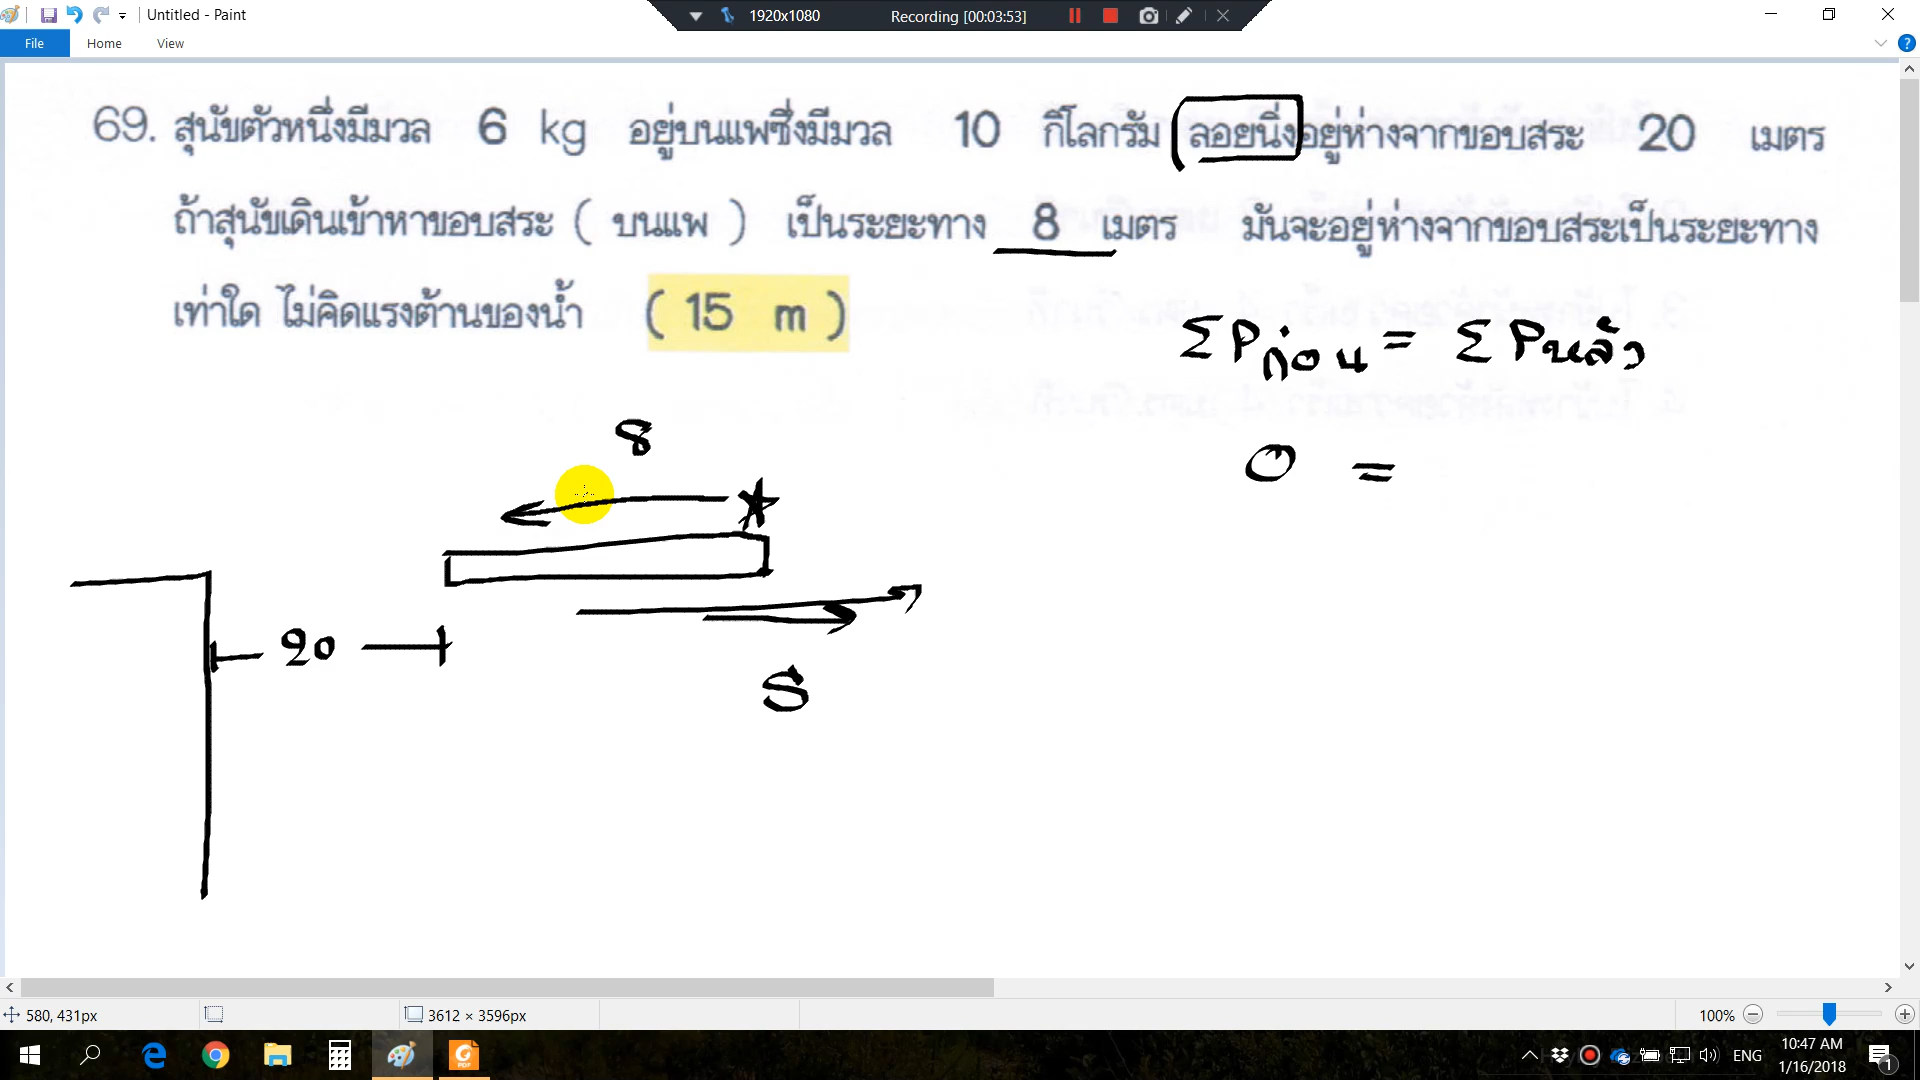 Untitled - Paint
1920x1080 Recording [00:03:53]
File Home View
69. สุนัขตัวหนึ่งมีมวล 6 kg อยู่บนแพซึ่งมีมวล 10 กิโลกรัม ลอยนิ่งอยู่ห่างจากขอบสระ 20 เมตร
ถ้าสุนัขเดินเข้าหาขอบสระ ( บนแพ ) เป็นระยะทาง 8 เมตร มันจะอยู่ห่างจากขอบสระเป็นระยะทาง
เท่าใด ไม่คิดแรงต้านของน้ำ ( 15 m )
ΣPก่อน = ΣPหลัง
8
0 =
20
S
580, 431px 3612 × 3596px 100%
ENG 10:47 AM
1/16/2018 1